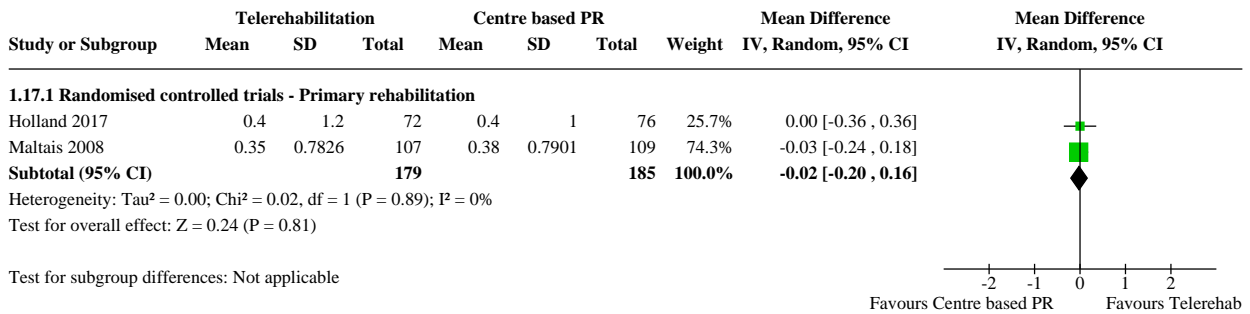 Telerehabilitation Centre based PR Mean Difference Mean Difference
Study or Subgroup Mean SD Total Mean SD Total Weight IV, Random, 95% CI IV, Random, 95% CI
1.17.1 Randomised controlled trials - Primary rehabilitation
Holland 2017 0.4 1.2 72 0.4 1 76 25.7% 0.00 [-0.36 , 0.36]
Maltais 2008 0.35 0.7826 107 0.38 0.7901 109 74.3% -0.03 [-0.24 , 0.18]
Subtotal (95% CI) 179 185 100.0% -0.02 [-0.20 , 0.16]
Heterogeneity: Tau² = 0.00; Chi² = 0.02, df = 1 (P = 0.89); I² = 0%
Test for overall effect: Z = 0.24 (P = 0.81)
Test for subgroup differences: Not applicable
-2 -1 0 1 2
Favours Centre based PR Favours Telerehab